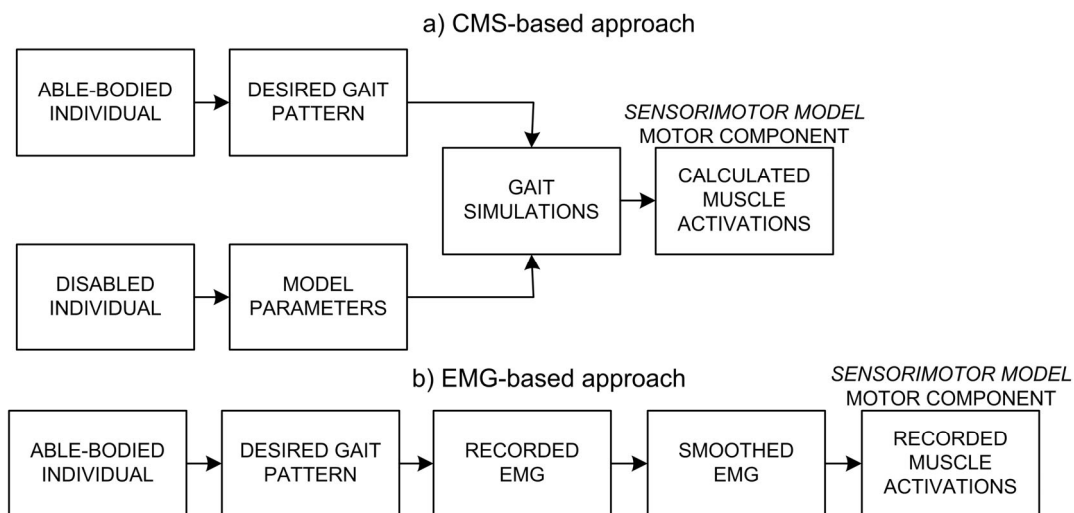 a) CMS-based approach
ABLE-BODIED
INDIVIDUAL
DESIRED GAIT
PATTERN
SENSORIMOTOR MODEL
MOTOR COMPONENT
GAIT
SIMULATIONS
CALCULATED
MUSCLE
ACTIVATIONS
DISABLED
INDIVIDUAL
MODEL
PARAMETERS
b) EMG-based approach
SENSORIMOTOR MODEL
MOTOR COMPONENT
ABLE-BODIED
INDIVIDUAL
DESIRED GAIT
PATTERN
RECORDED
EMG
SMOOTHED
EMG
RECORDED
MUSCLE
ACTIVATIONS